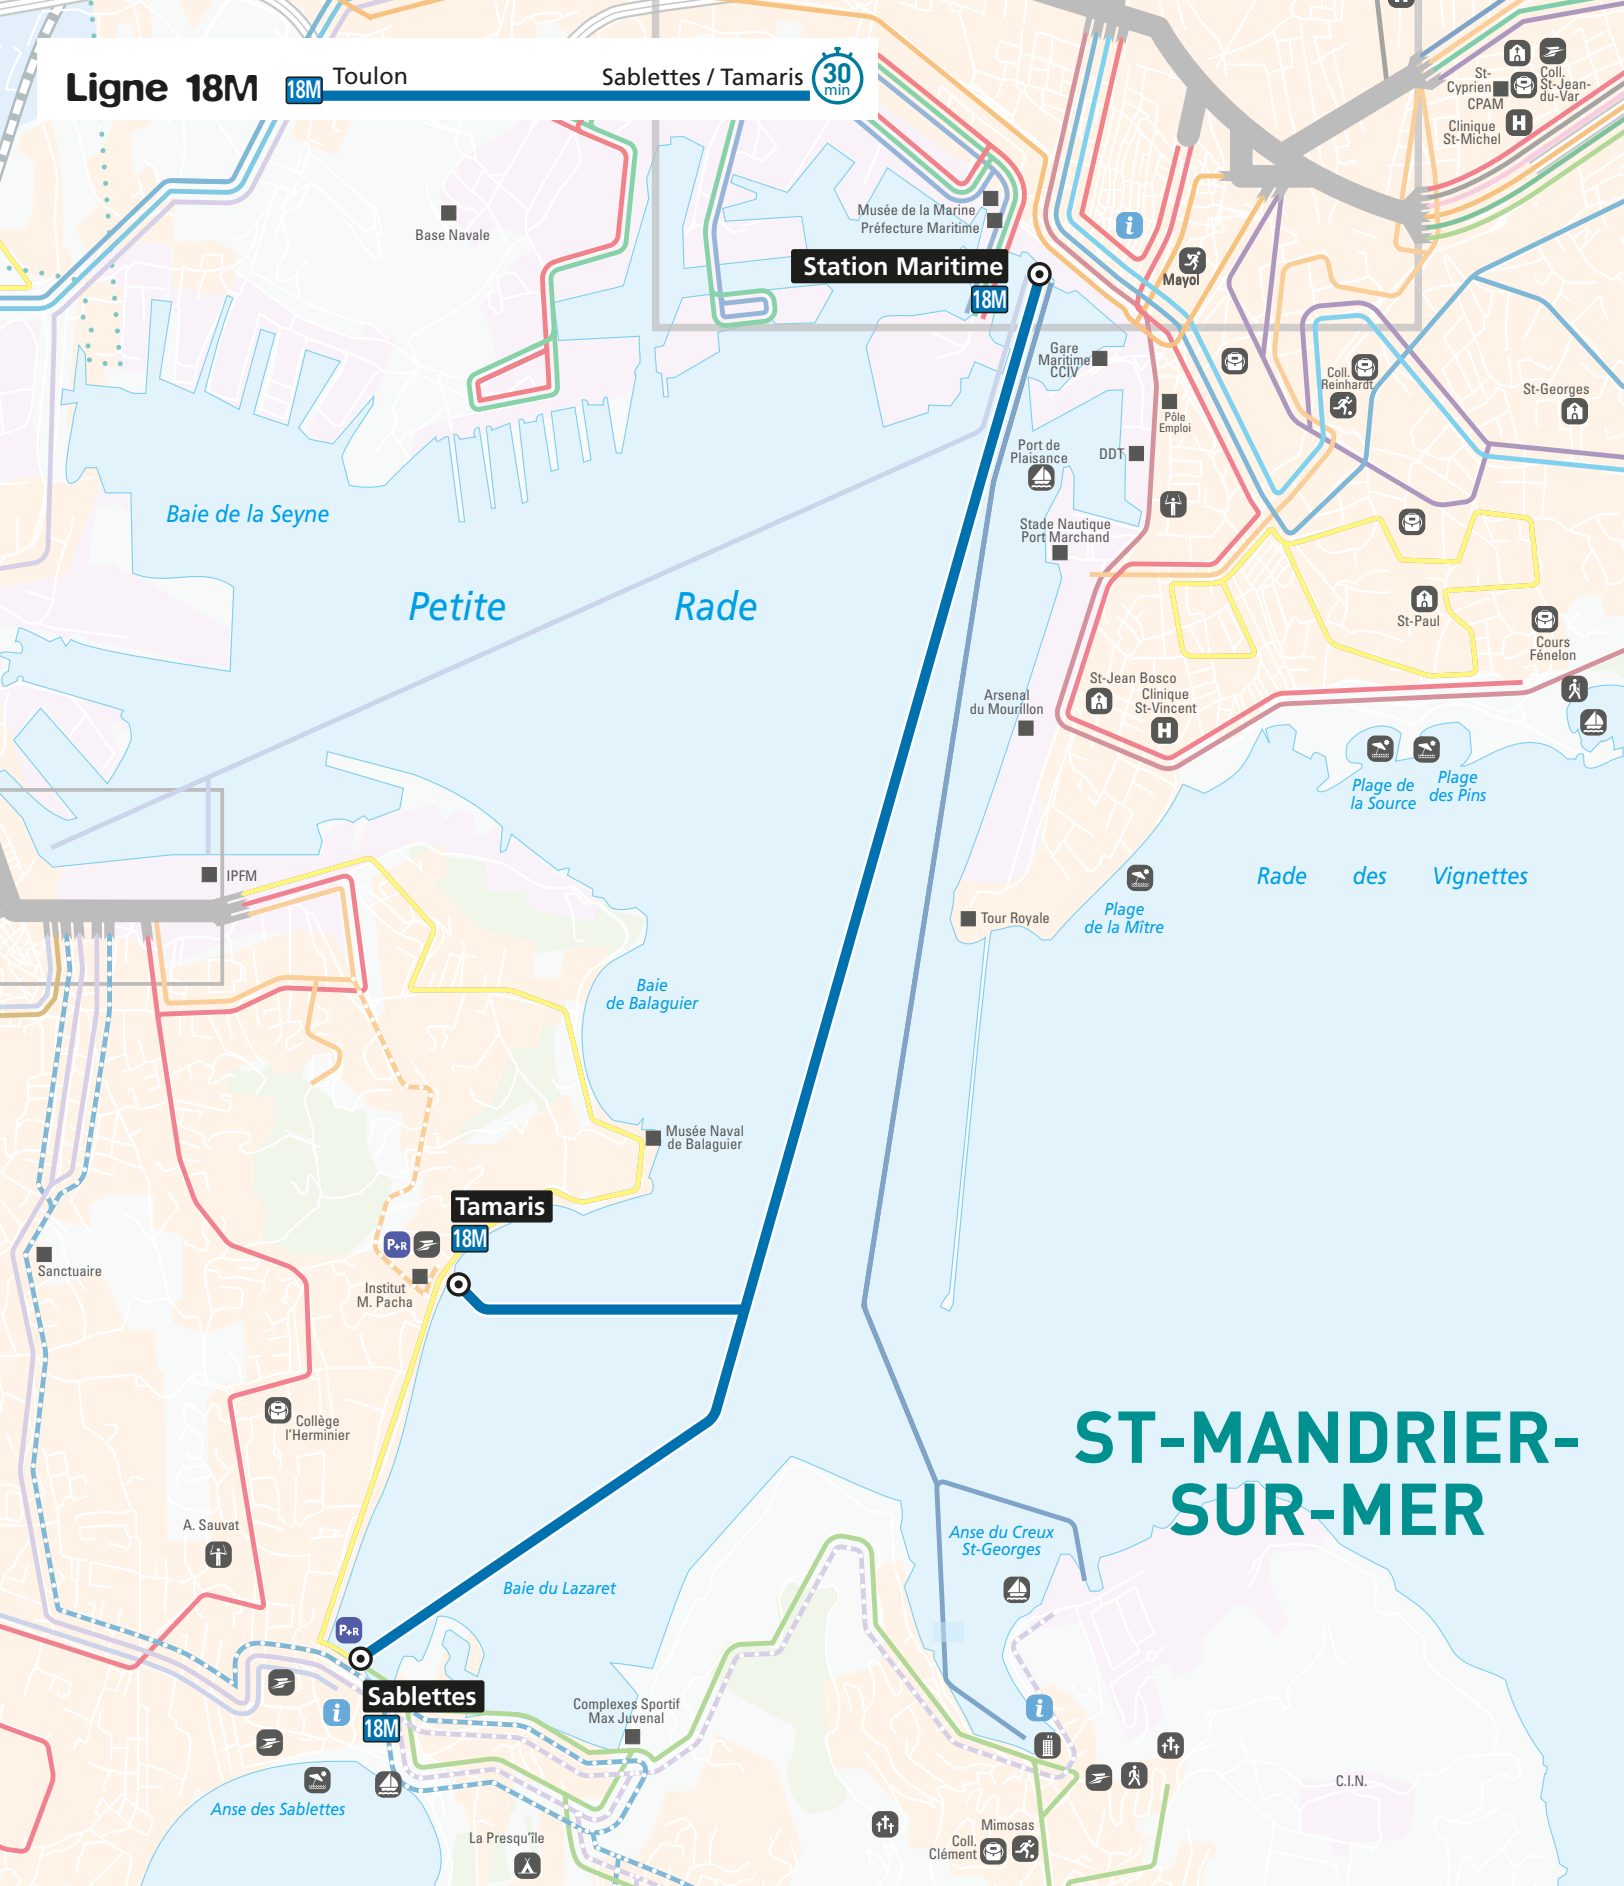 Ligne 18M
18M
Toulon
Sablettes / Tamaris
30
min
St-
Cyprien
CPAM
Coll.
St-Jean-
du-Var
Clinique
St-Michel
H
Base Navale
Musée de la Marine
Préfecture Maritime
Station Maritime
18M
i
Mayol
Gare
Maritime
CCIV
Coll.
Reinhardt
St-Georges
Pôle
Emploi
Port de
Plaisance
DDT
Baie de la Seyne
Stade Nautique
Port Marchand
Petite Rade
St-Paul
Cours
Fénelon
St-Jean Bosco
Clinique
St-Vincent
H
Arsenal
du Mourillon
Plage de
la Source
Plage
des Pins
IPFM
Rade des Vignettes
Tour Royale
Plage
de la Mître
Baie
de Balaguier
Musée Naval
de Balaguier
Tamaris
18M
P+R
Sanctuaire
Institut
M. Pacha
Collège
l'Herminier
ST-MANDRIER-
SUR-MER
A. Sauvat
Anse du Creux
St-Georges
Baie du Lazaret
P+R
Sablettes
18M
i
Complexes Sportif
Max Juvenal
i
Anse des Sablettes
C.I.N.
La Presqu'île
Mimosas
Coll.
Clément